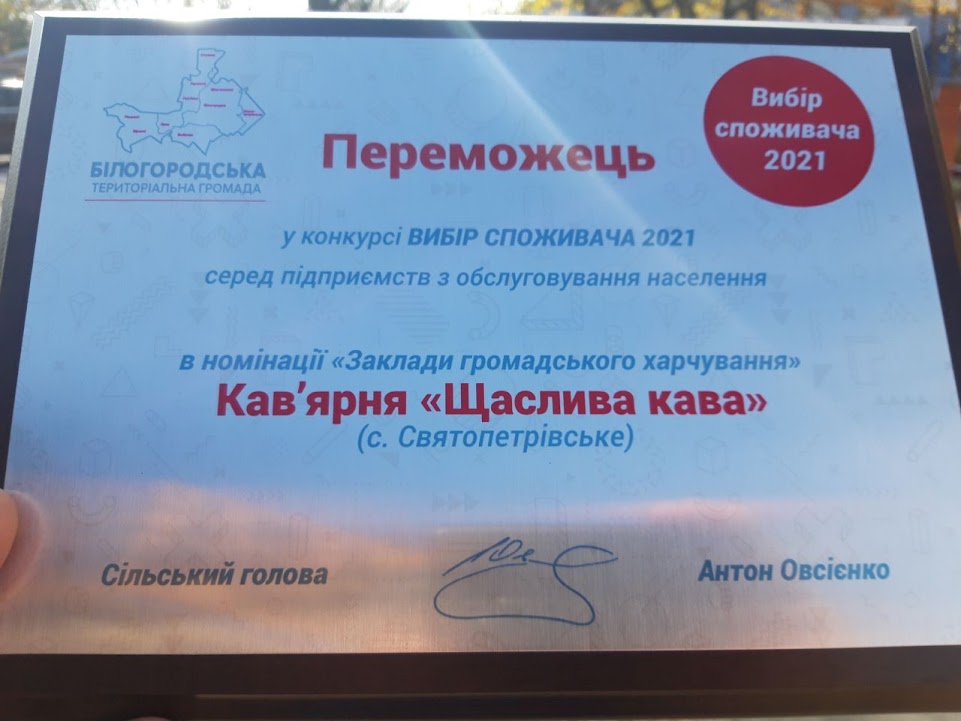 БІЛОГОРОДСЬКА
ТЕРИТОРІАЛЬНА ГРОМАДА
Вибір
споживача
2021
Переможець
у конкурсі ВИБІР СПОЖИВАЧА 2021
серед підприємств з обслуговування населення
в номінації «Заклади громадського харчування»
Кав’ярня «Щаслива кава»
(с. Святопетрівське)
Сільський голова
Антон Овсієнко